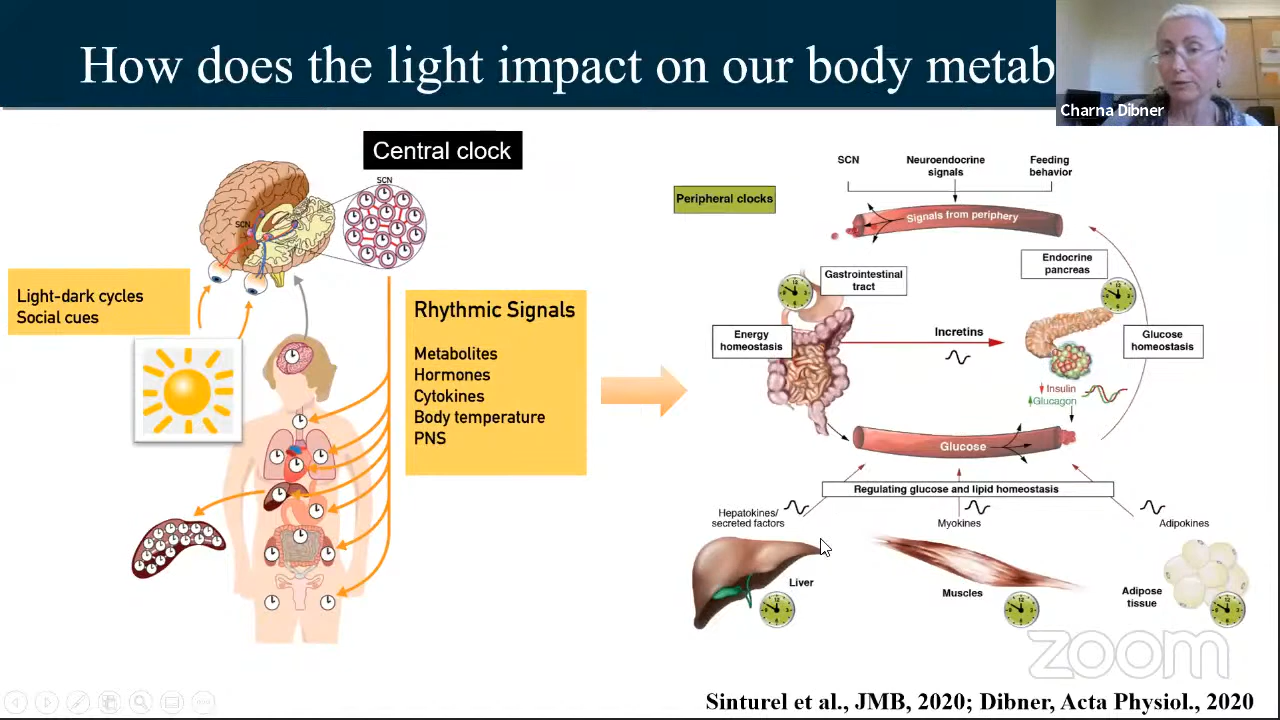 How does the light impact on our body metab
Charna Dibner
Central clock
SCN
SCN
Light-dark cycles
Social cues
Rhythmic Signals
Metabolites
Hormones
Cytokines
Body temperature
PNS
Peripheral clocks
SCN
Neuroendocrine
signals
Feeding
behavior
Signals from periphery
Gastrointestinal
tract
Endocrine
pancreas
Energy
homeostasis
Incretins
Glucose
homeostasis
Insulin
Glucagon
Glucose
Regulating glucose and lipid homeostasis
Hepatokines/
secreted factors
Myokines
Adipokines
Liver
Muscles
Adipose
tissue
zoom
Sinturel et al., JMB, 2020; Dibner, Acta Physiol., 2020